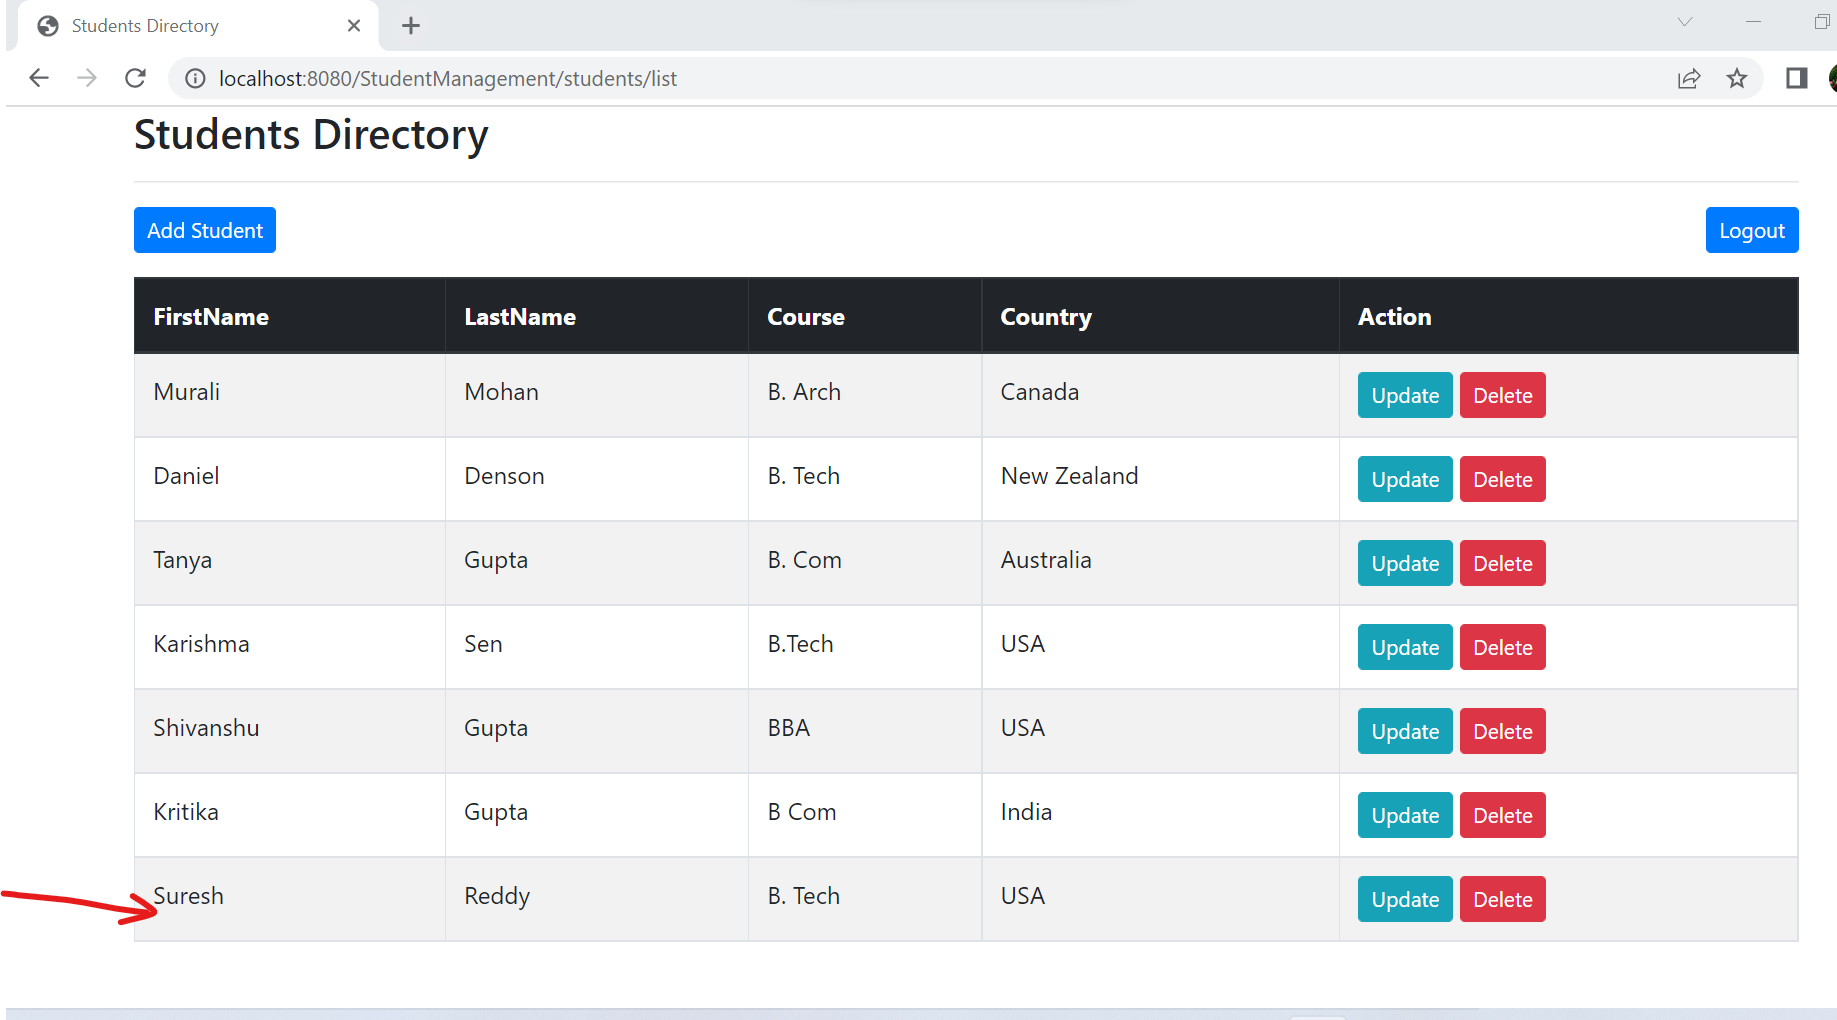 Students Directory
localhost:8080/StudentManagement/students/list
Students Directory
Add Student Logout
FirstName LastName Course Country Action
Murali Mohan B. Arch Canada Update Delete
Daniel Denson B. Tech New Zealand Update Delete
Tanya Gupta B. Com Australia Update Delete
Karishma Sen B.Tech USA Update Delete
Shivanshu Gupta BBA USA Update Delete
Kritika Gupta B Com India Update Delete
Suresh Reddy B. Tech USA Update Delete